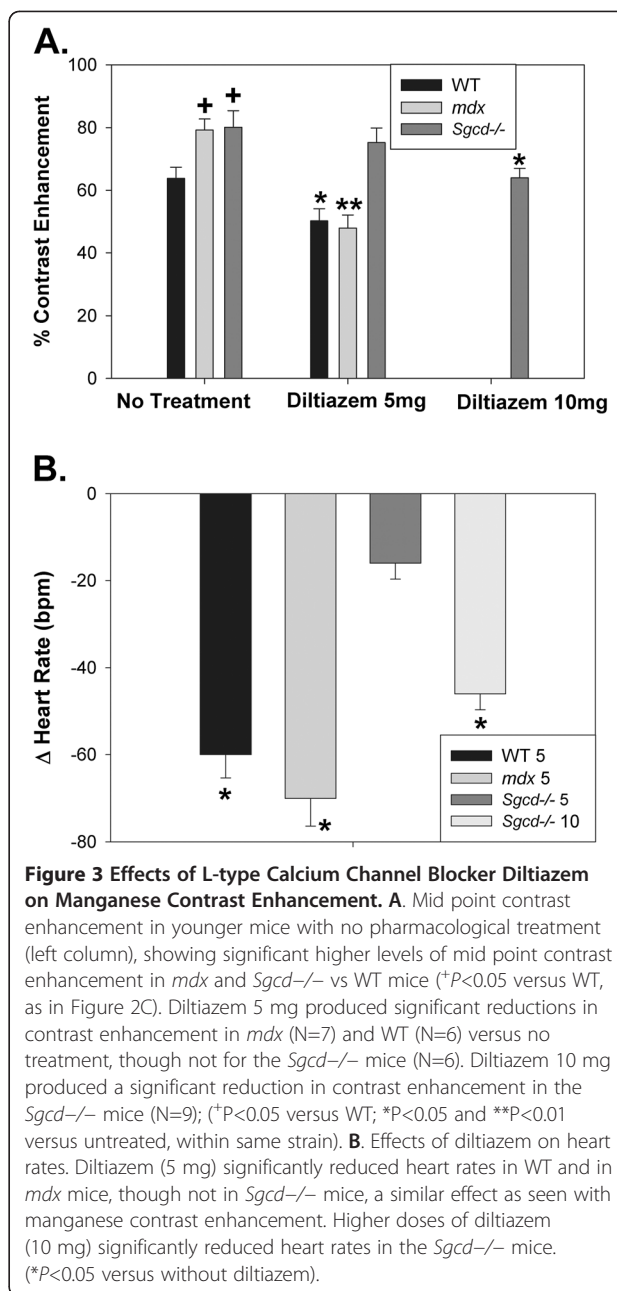 A.
% Contrast Enhancement
100
80
60
40
20
0
WT
mdx
Sgcd-/-
+
+
*
**
*
No Treatment
Diltiazem 5mg
Diltiazem 10mg
B.
Δ Heart Rate (bpm)
0
-20
-40
-60
-80
*
*
*
WT 5
mdx 5
Sgcd-/- 5
Sgcd-/- 10
Figure 3 Effects of L-type Calcium Channel Blocker Diltiazem
on Manganese Contrast Enhancement. A. Mid point contrast
enhancement in younger mice with no pharmacological treatment
(left column), showing significant higher levels of mid point contrast
enhancement in mdx and Sgcd−/− vs WT mice (⁺P<0.05 versus WT,
as in Figure 2C). Diltiazem 5 mg produced significant reductions in
contrast enhancement in mdx (N=7) and WT (N=6) versus no
treatment, though not for the Sgcd−/− mice (N=6). Diltiazem 10 mg
produced a significant reduction in contrast enhancement in the
Sgcd−/− mice (N=9); (⁺P<0.05 versus WT; *P<0.05 and **P<0.01
versus untreated, within same strain). B. Effects of diltiazem on heart
rates. Diltiazem (5 mg) significantly reduced heart rates in WT and in
mdx mice, though not in Sgcd−/− mice, a similar effect as seen with
manganese contrast enhancement. Higher doses of diltiazem
(10 mg) significantly reduced heart rates in the Sgcd−/− mice.
(*P<0.05 versus without diltiazem).